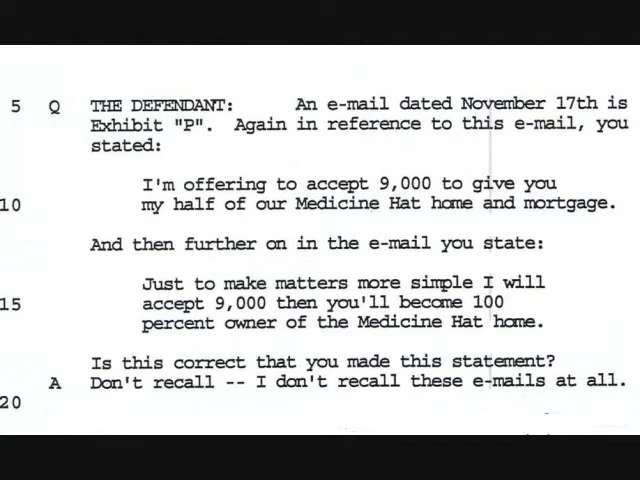 5 Q THE DEFENDANT: An e-mail dated November 17th is
Exhibit "P". Again in reference to this e-mail, you
stated:
I'm offering to accept 9,000 to give you
10 my half of our Medicine Hat home and mortgage.
And then further on in the e-mail you state:
Just to make matters more simple I will
15 accept 9,000 then you'll become 100
percent owner of the Medicine Hat home.
Is this correct that you made this statement?
A Don't recall -- I don't recall these e-mails at all.
20